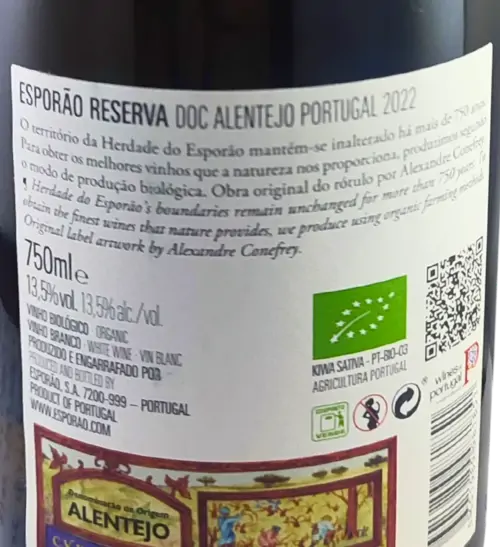 ESPORÃO RESERVA DOC ALENTEJO PORTUGAL 2022
O território da Herdade do Esporão mantém-se inalterado há mais de 750 anos.
Para obter os melhores vinhos que a natureza nos proporciona, produzimos segundo
o modo de produção biológica. Obra original do rótulo por Alexandre Conefrey.
¶ Herdade do Esporão's boundaries remain unchanged for more than 750 years. To
obtain the finest wines that nature provides, we produce using organic farming methods.
Original label artwork by Alexandre Conefrey.
750ml e
13,5%vol. 13,5%alc./vol.
VINHO BIOLÓGICO · ORGANIC
VINHO BRANCO · WHITE WINE · VIN BLANC
PRODUZIDO E ENGARRAFADO POR
PRODUCED AND BOTTLED BY
ESPORÃO, S.A. 7200-999 – PORTUGAL
PRODUCT OF PORTUGAL
WWW.ESPORAO.COM
KIWA SATIVA - PT-BIO-03
AGRICULTURA PORTUGAL
VERDE
®
wines of
portugal
Denominação de Origem
ALENTEJO